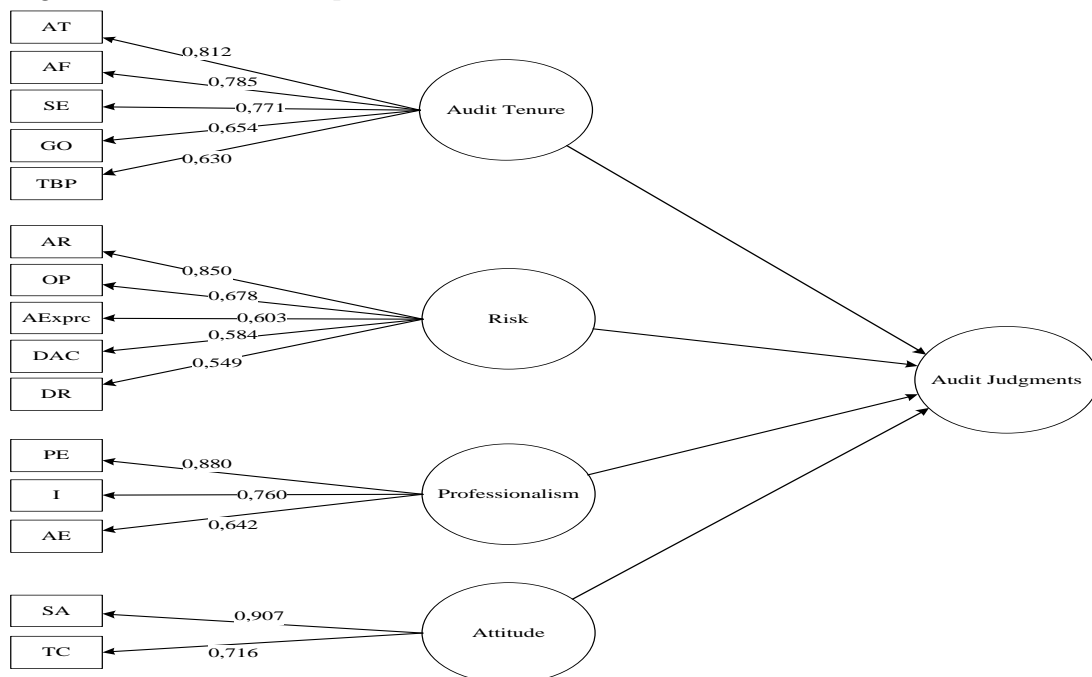 AT
0,812
AF
0,785
SE
0,771
GO
0,654
TBP
0,630
Audit Tenure
AR
0,850
OP
0,678
AExprc
0,603
DAC
0,584
DR
0,549
Risk
Audit Judgments
PE
0,880
I
0,760
AE
0,642
Professionalism
SA
0,907
TC
0,716
Attitude